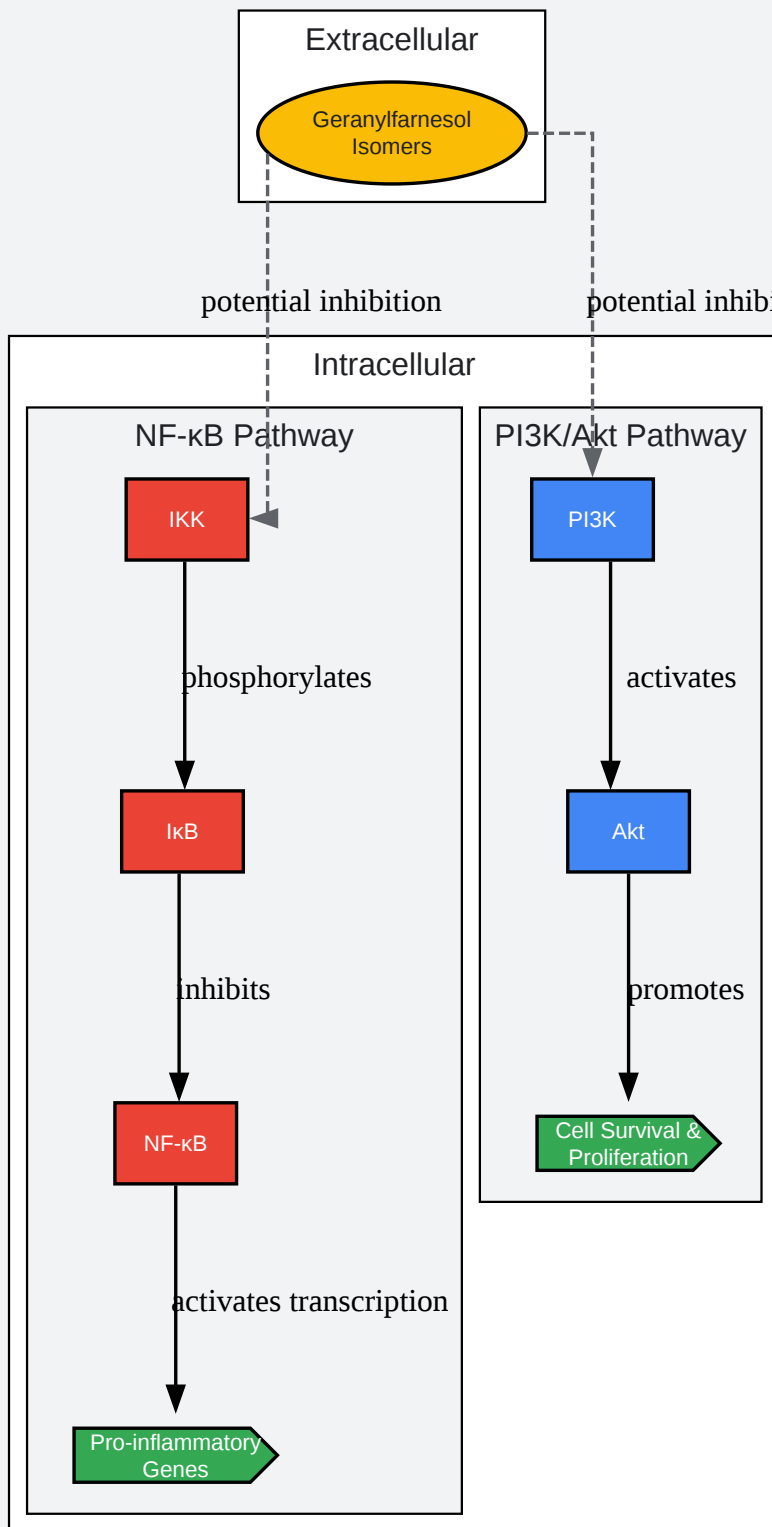 Extracellular
Geranylfarnesol
Isomers
potential inhibition
potential inhibi
Intracellular
NF-κB Pathway
PI3K/Akt Pathway
IKK
PI3K
phosphorylates
activates
IκB
Akt
inhibits
promotes
NF-κB
Cell Survival &
Proliferation
activates transcription
Pro-inflammatory
Genes